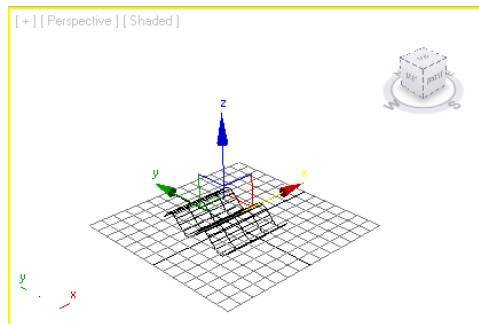 [ + ] [ Perspective ] [ Shaded ]
z
y
x
W
S
y
x